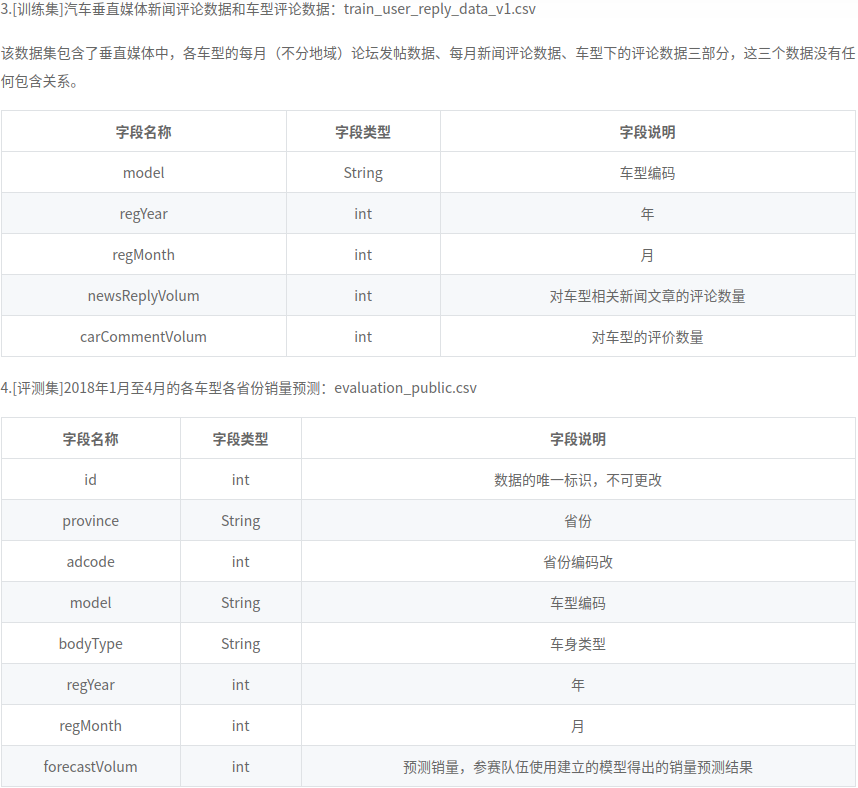 3.[训练集]汽车垂直媒体新闻评论数据和车型评论数据：train_user_reply_data_v1.csv
该数据集包含了垂直媒体中，各车型的每月（不分地域）论坛发帖数据、每月新闻评论数据、车型下的评论数据三部分，这三个数据没有任
何包含关系。
字段名称 字段类型 字段说明
model String 车型编码
regYear int 年
regMonth int 月
newsReplyVolum int 对车型相关新闻文章的评论数量
carCommentVolum int 对车型的评价数量
4.[评测集]2018年1月至4月的各车型各省份销量预测：evaluation_public.csv
字段名称 字段类型 字段说明
id int 数据的唯一标识，不可更改
province String 省份
adcode int 省份编码改
model String 车型编码
bodyType String 车身类型
regYear int 年
regMonth int 月
forecastVolum int 预测销量，参赛队伍使用建立的模型得出的销量预测结果